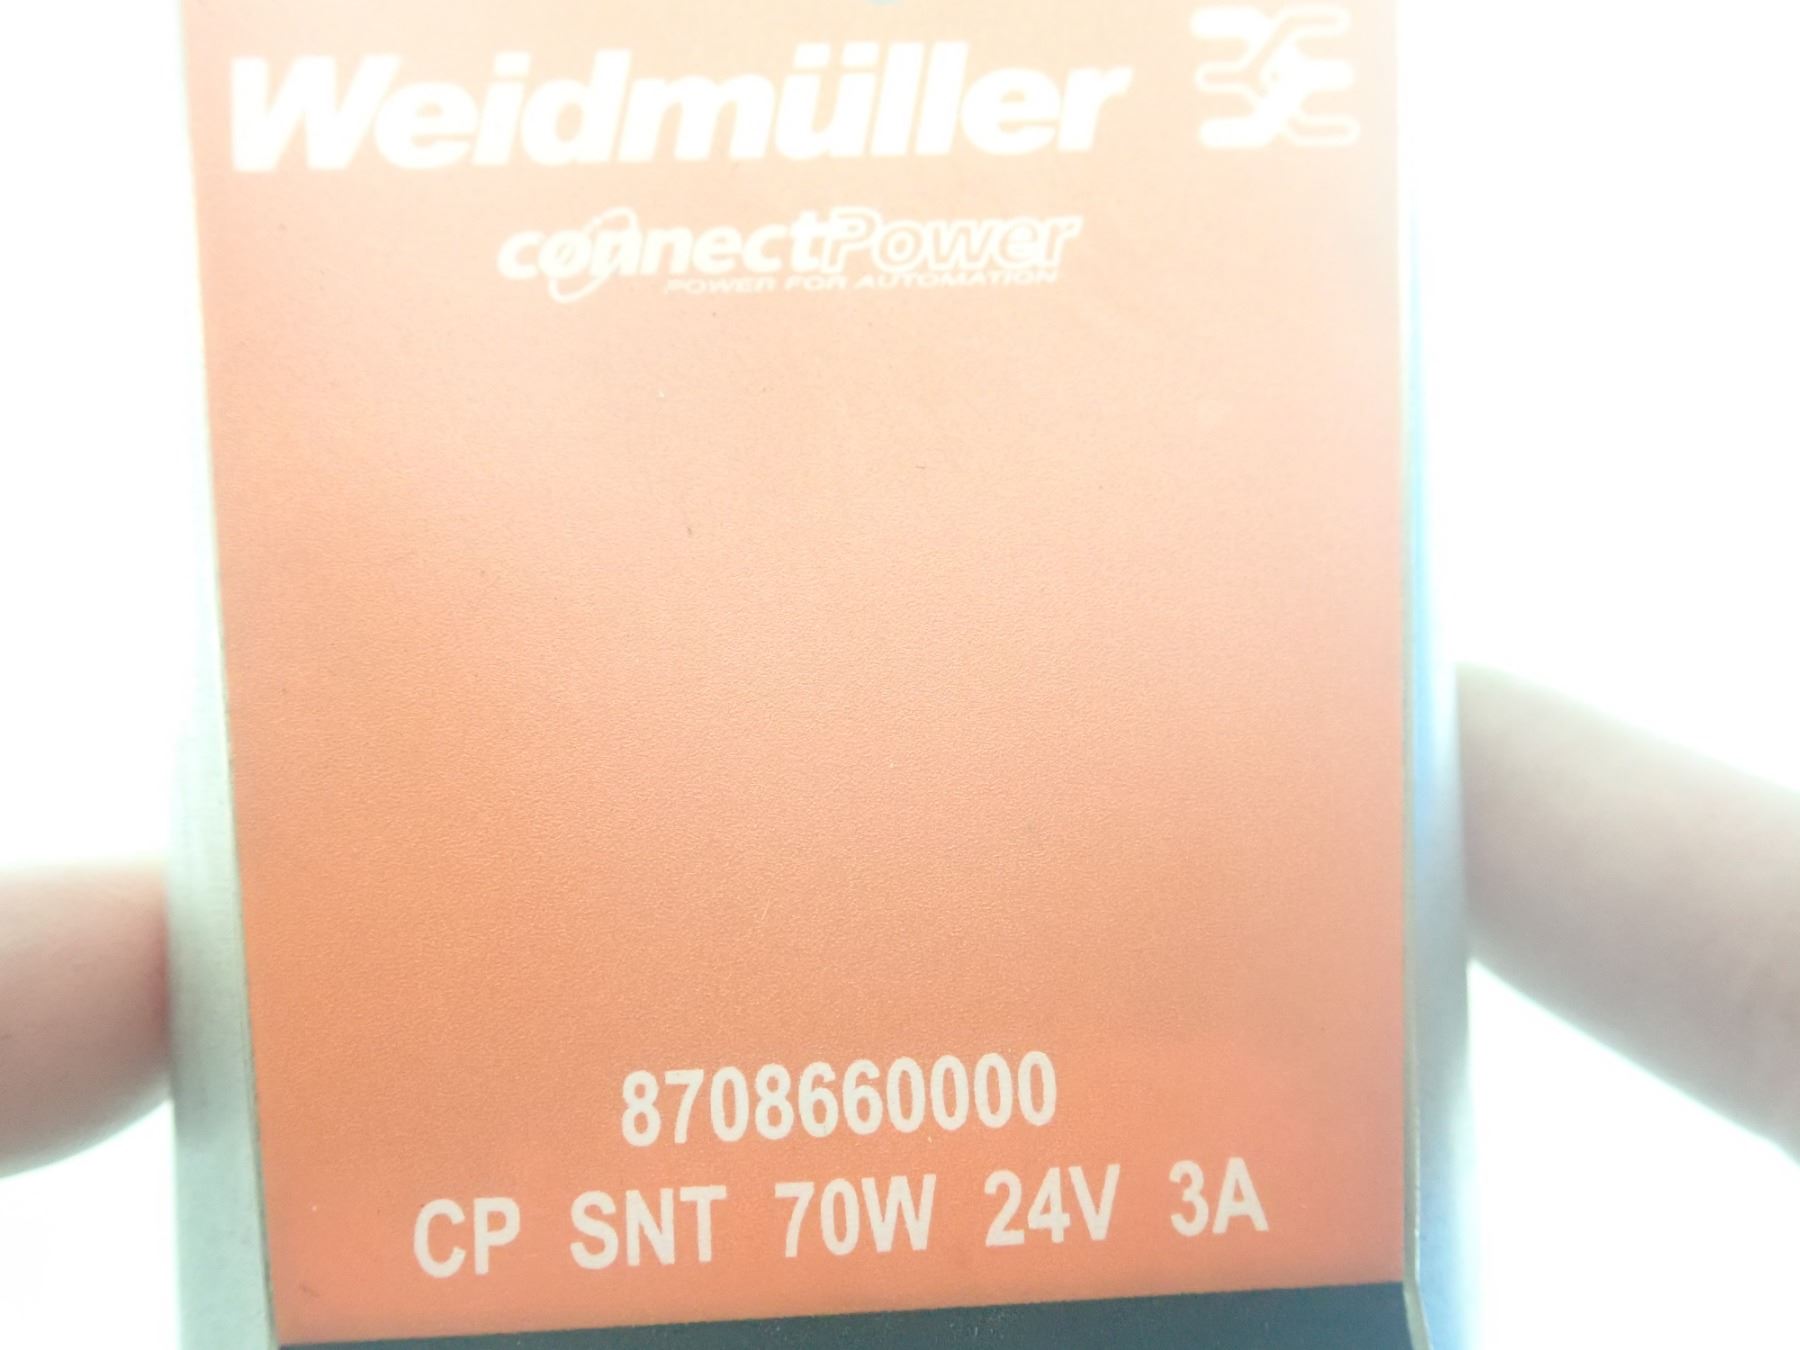 Weidmüller
connectPower
POWER FOR AUTOMATION
8708660000
CP SNT 70W 24V 3A